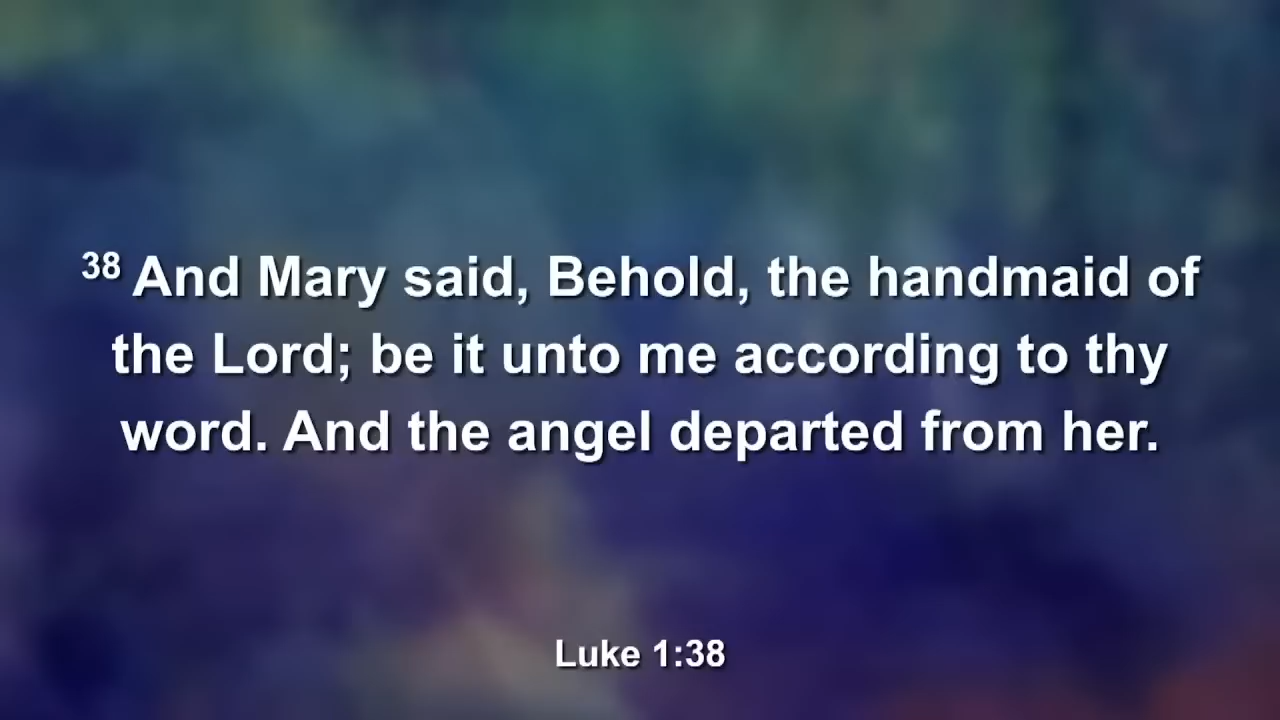 38 And Mary said, Behold, the handmaid of
the Lord; be it unto me according to thy
word. And the angel departed from her.
Luke 1:38